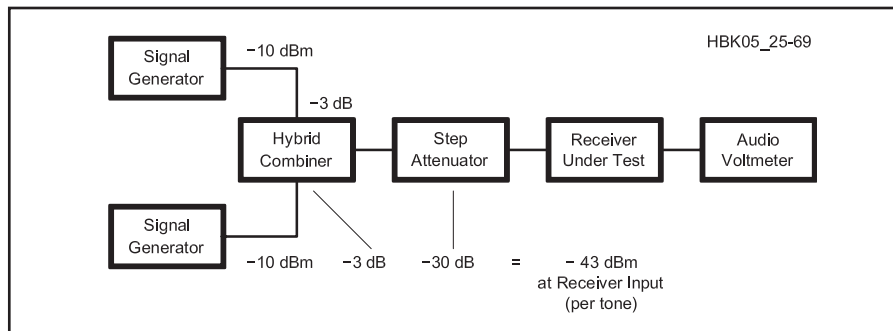 HBK05_25-69
Signal
Generator
−10 dBm
−3 dB
Hybrid
Combiner
Step
Attenuator
Receiver
Under Test
Audio
Voltmeter
Signal
Generator
−10 dBm
−3 dB
−30 dB
=
− 43 dBm
at Receiver Input
(per tone)